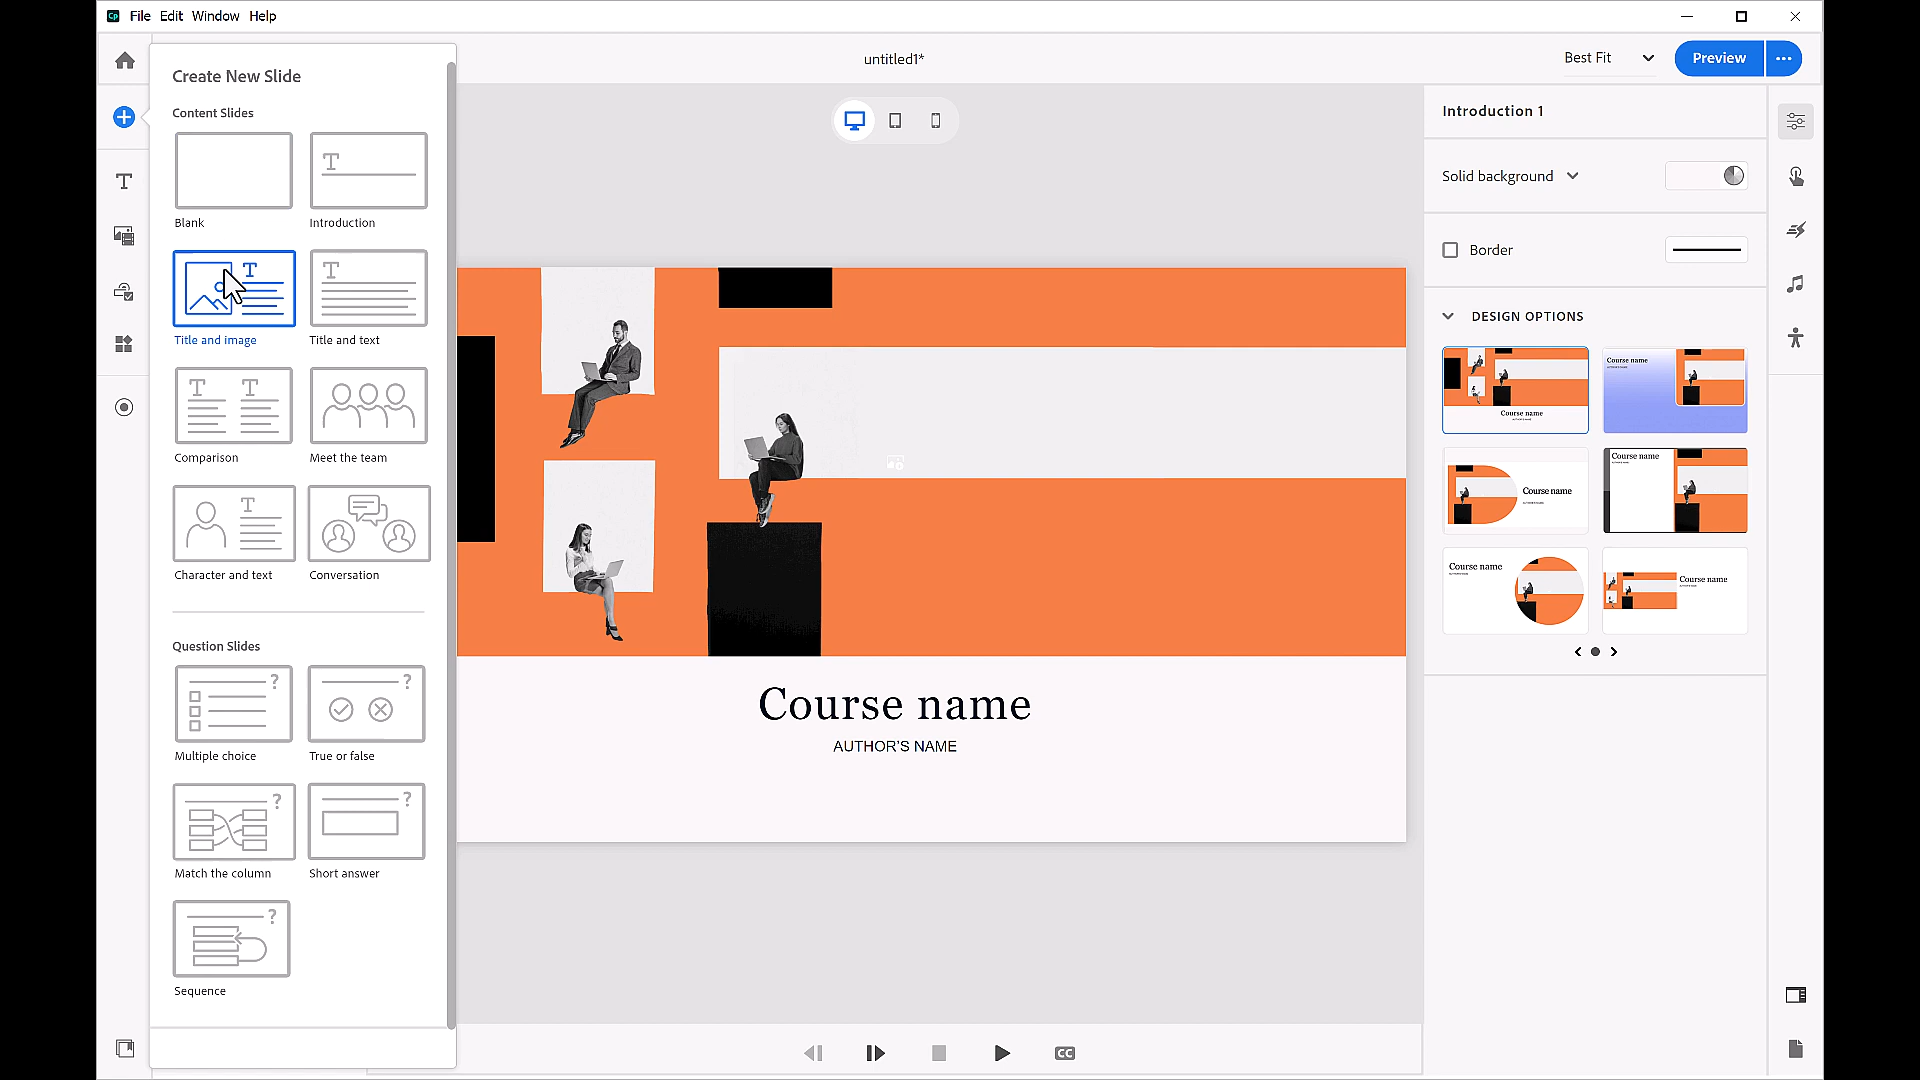 Cp File Edit Window Help
untitled1*
Best Fit
Preview
Create New Slide
Content Slides
Blank
Introduction
Title and image
Title and text
Comparison
Meet the team
Character and text
Conversation
Question Slides
Multiple choice
True or false
Match the column
Short answer
Sequence
Course name
AUTHOR'S NAME
CC
Introduction 1
Solid background
Border
DESIGN OPTIONS
Course name
Course name
Course name
Course name
Course name
Course name